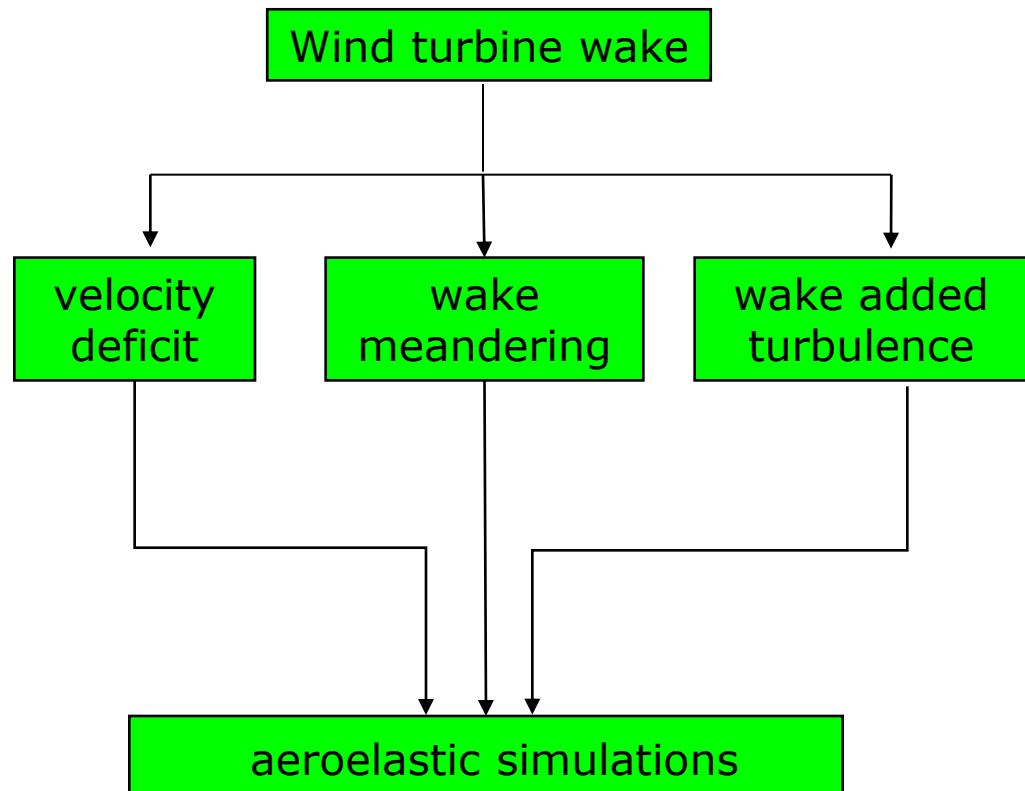 Wind turbine wake
velocity
deficit
wake
meandering
wake added
turbulence
aeroelastic simulations